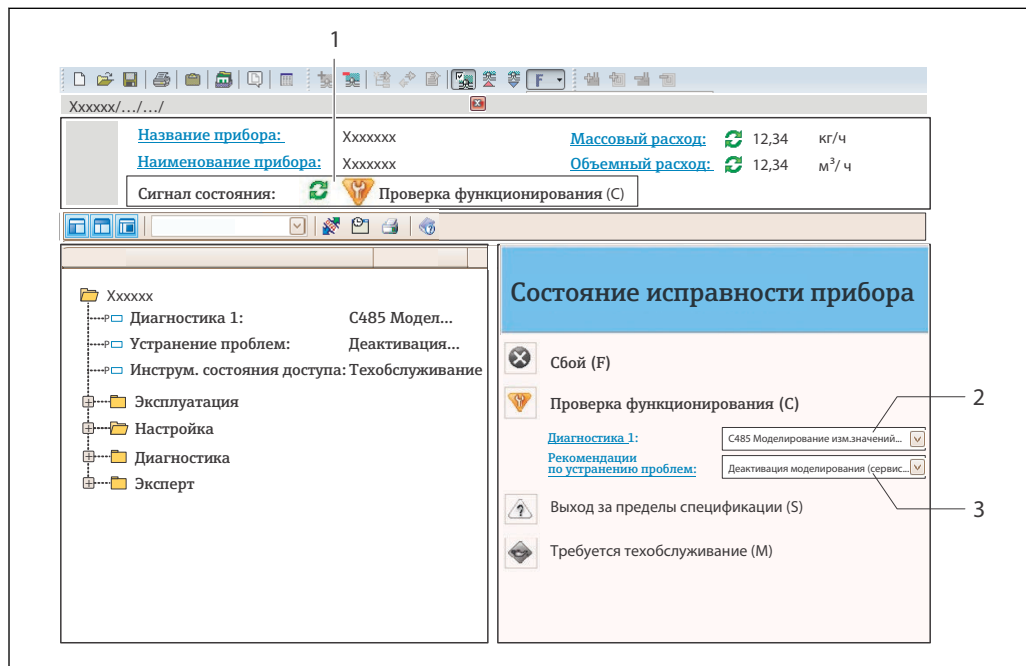 1
F
Xxxxxx/.../.../
Название прибора: Xxxxxxx Массовый расход: 12,34 кг/ч
Наименование прибора: Xxxxxxx Объемный расход: 12,34 м³/ч
Сигнал состояния: Проверка функционирования (C)
Xxxxxx
Диагностика 1: C485 Модел...
Устранение проблем: Деактивация...
Инструм. состояния доступа: Техобслуживание
Эксплуатация
Настройка
Диагностика
Эксперт
Состояние исправности прибора
Сбой (F)
Проверка функционирования (C)
2
Диагностика 1: C485 Моделирование изм.значений...
Рекомендации
по устранению проблем: Деактивация моделирования (сервис...
3
Выход за пределы спецификации (S)
Требуется техобслуживание (M)